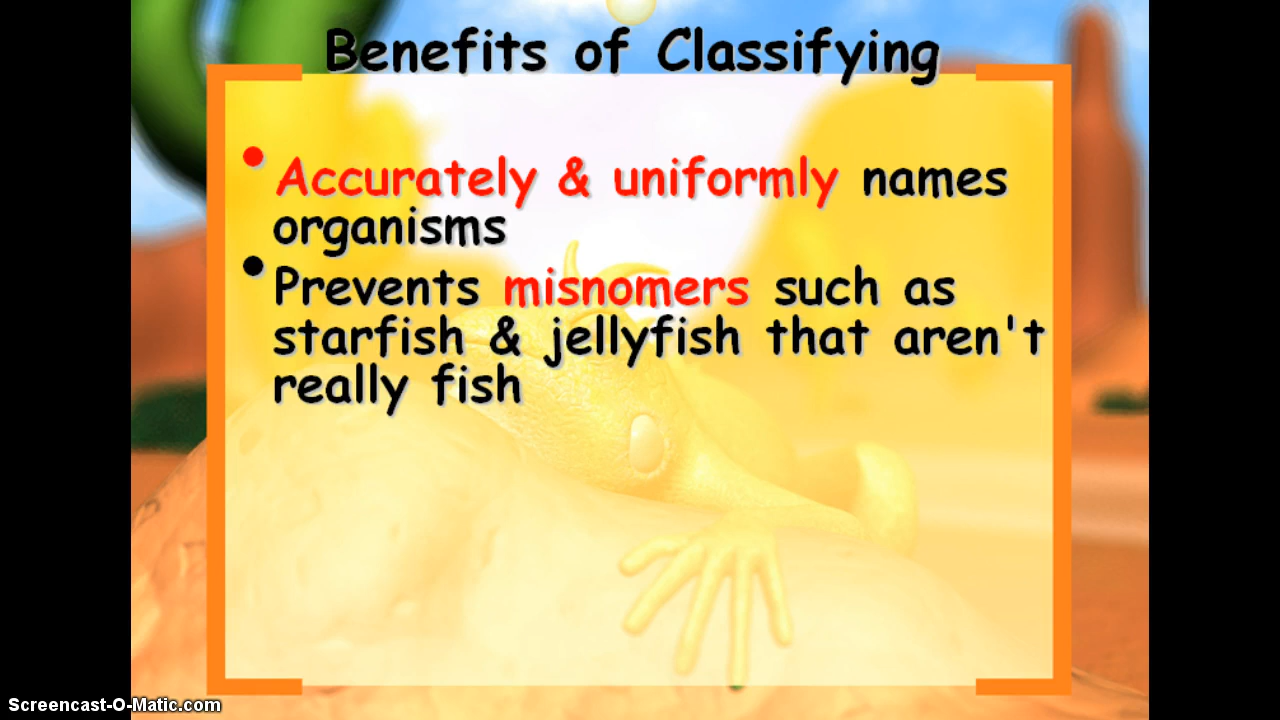 Benefits of Classifying
• Accurately & uniformly names
organisms
• Prevents misnomers such as
starfish & jellyfish that aren't
really fish
Screencast-O-Matic.com